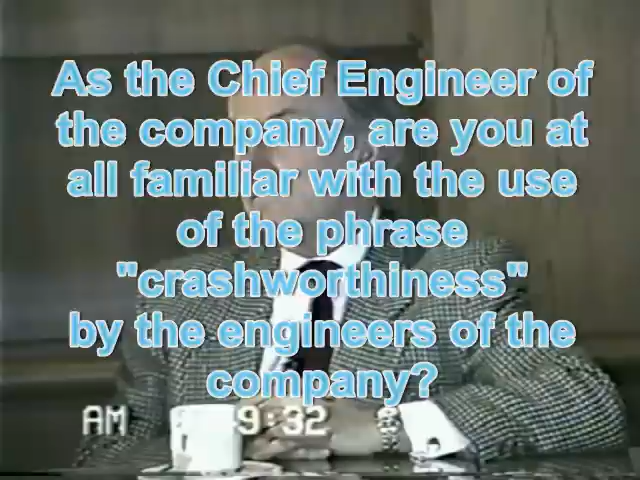 As the Chief Engineer of
the company, are you at
all familiar with the use
of the phrase
"crashworthiness"
by the engineers of the
company?
AM 9:32